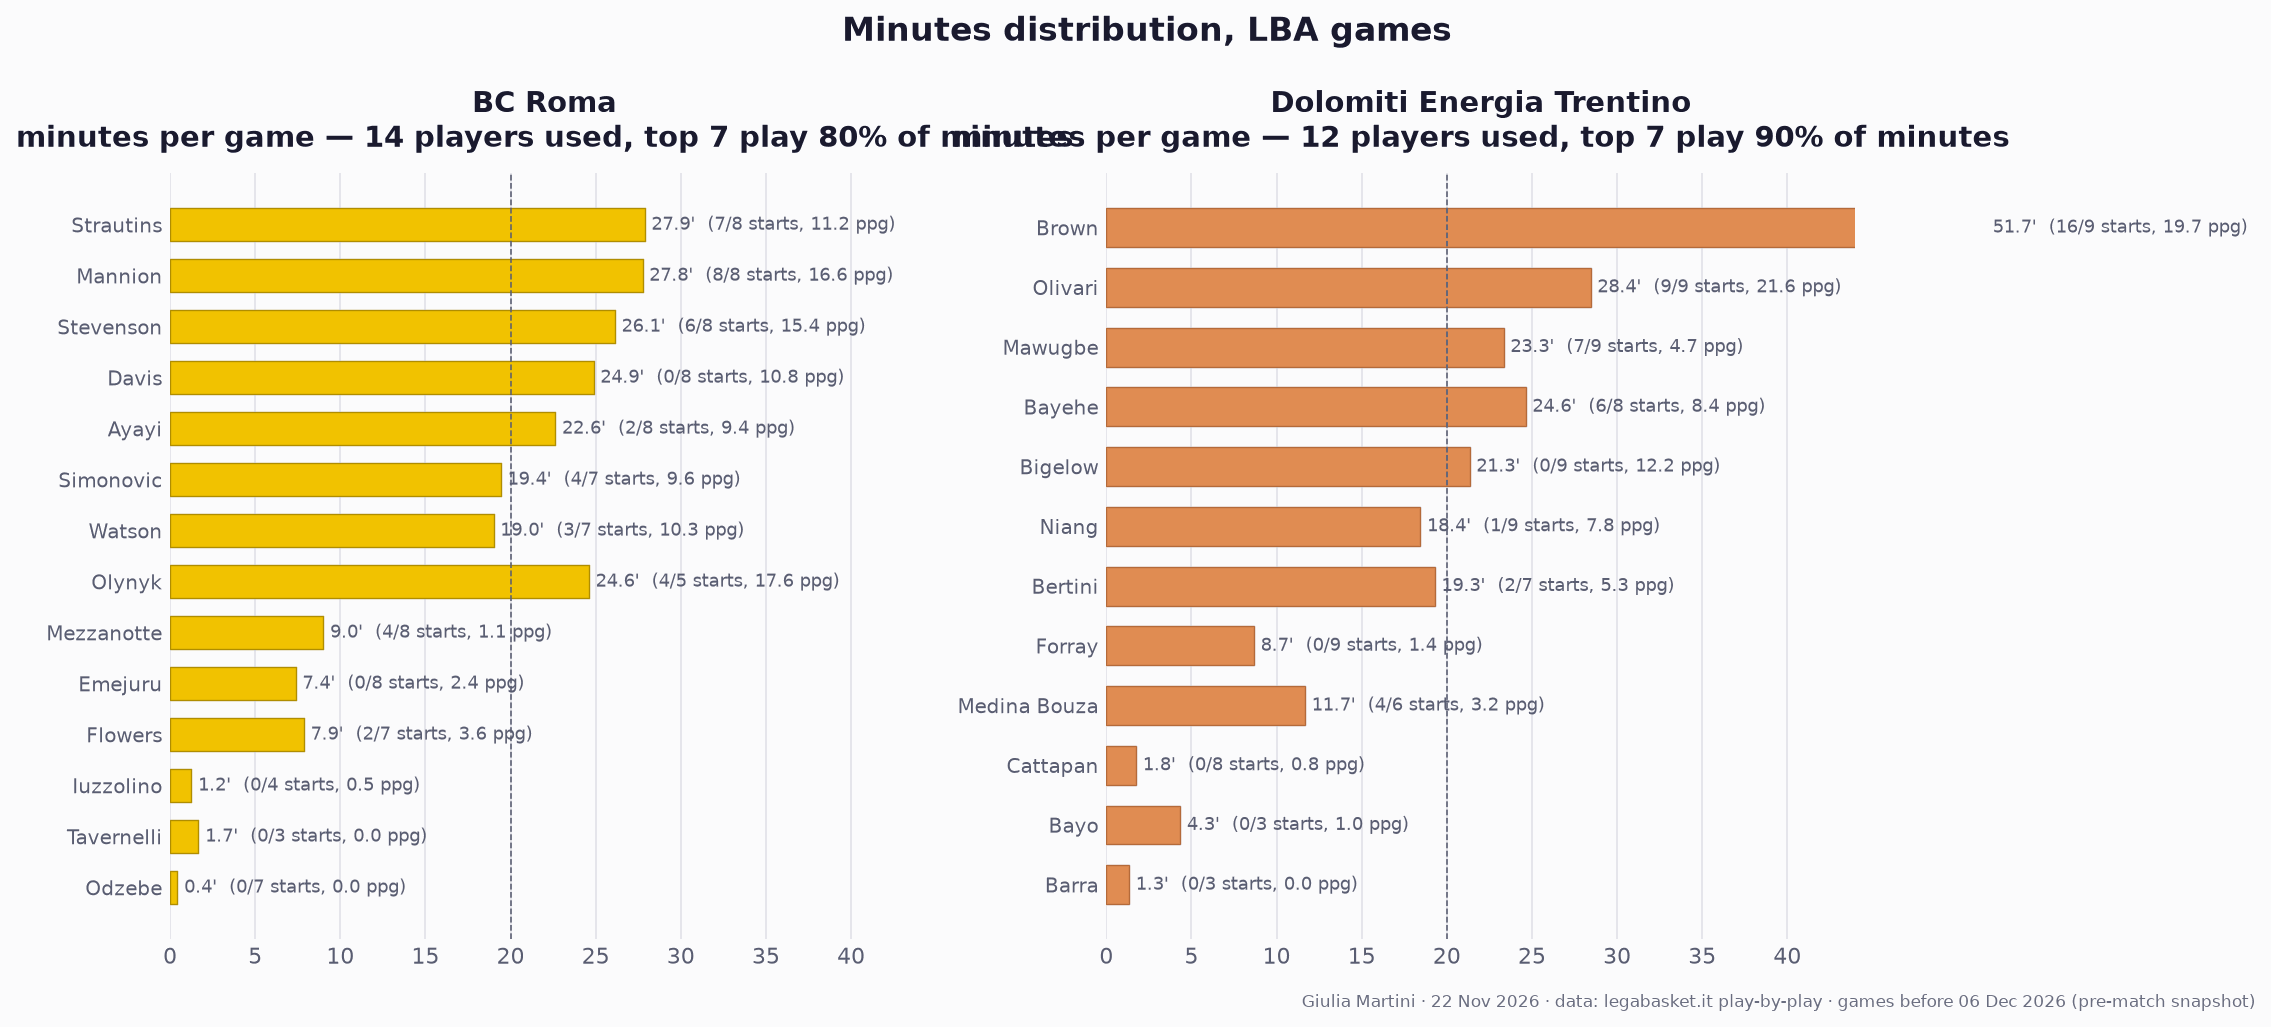 Minutes distribution, LBA games
BC Roma
minutes per game — 14 players used, top 7 play 80% of minutes
Strautins 27.9' (7/8 starts, 11.2 ppg)
Mannion 27.8' (8/8 starts, 16.6 ppg)
Stevenson 26.1' (6/8 starts, 15.4 ppg)
Davis 24.9' (0/8 starts, 10.8 ppg)
Ayayi 22.6' (2/8 starts, 9.4 ppg)
Simonovic 19.4' (4/7 starts, 9.6 ppg)
Watson 19.0' (3/7 starts, 10.3 ppg)
Olynyk 24.6' (4/5 starts, 17.6 ppg)
Mezzanotte 9.0' (4/8 starts, 1.1 ppg)
Emejuru 7.4' (0/8 starts, 2.4 ppg)
Flowers 7.9' (2/7 starts, 3.6 ppg)
Iuzzolino 1.2' (0/4 starts, 0.5 ppg)
Tavernelli 1.7' (0/3 starts, 0.0 ppg)
Odzebe 0.4' (0/7 starts, 0.0 ppg)
0 5 10 15 20 25 30 35 40
Dolomiti Energia Trentino
minutes per game — 12 players used, top 7 play 90% of minutes
Brown 51.7' (16/9 starts, 19.7 ppg)
Olivari 28.4' (9/9 starts, 21.6 ppg)
Mawugbe 23.3' (7/9 starts, 4.7 ppg)
Bayehe 24.6' (6/8 starts, 8.4 ppg)
Bigelow 21.3' (0/9 starts, 12.2 ppg)
Niang 18.4' (1/9 starts, 7.8 ppg)
Bertini 19.3' (2/7 starts, 5.3 ppg)
Forray 8.7' (0/9 starts, 1.4 ppg)
Medina Bouza 11.7' (4/6 starts, 3.2 ppg)
Cattapan 1.8' (0/8 starts, 0.8 ppg)
Bayo 4.3' (0/3 starts, 1.0 ppg)
Barra 1.3' (0/3 starts, 0.0 ppg)
0 5 10 15 20 25 30 35 40
Giulia Martini · 22 Nov 2026 · data: legabasket.it play-by-play · games before 06 Dec 2026 (pre-match snapshot)